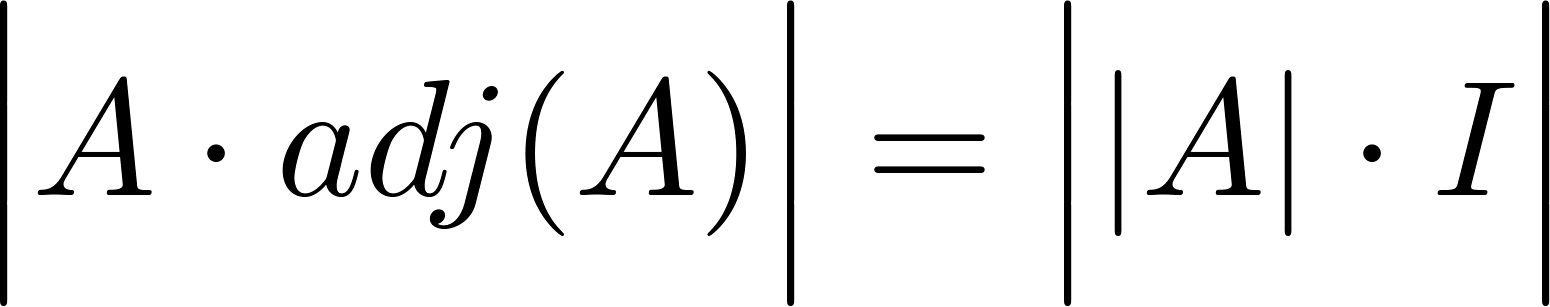 |A · adj(A)| = ||A| · I|